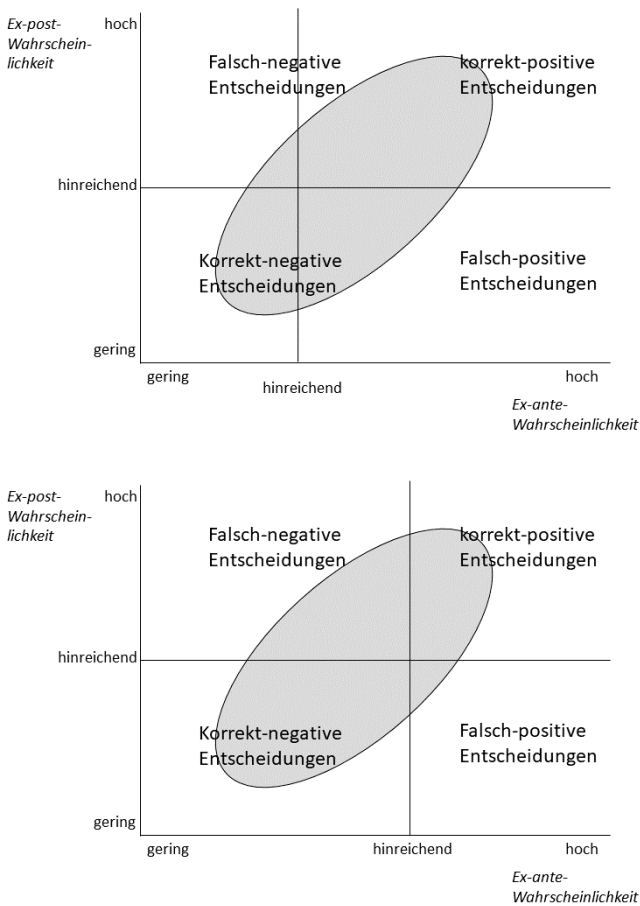 Ex-post-
Wahrschein-
lichkeit
hoch
Falsch-negative
Entscheidungen
korrekt-positive
Entscheidungen
hinreichend
Korrekt-negative
Entscheidungen
Falsch-positive
Entscheidungen
gering
gering
hinreichend
hoch
Ex-ante-
Wahrscheinlichkeit
Ex-post-
Wahrschein-
lichkeit
hoch
Falsch-negative
Entscheidungen
korrekt-positive
Entscheidungen
hinreichend
Korrekt-negative
Entscheidungen
Falsch-positive
Entscheidungen
gering
gering
hinreichend
hoch
Ex-ante-
Wahrscheinlichkeit